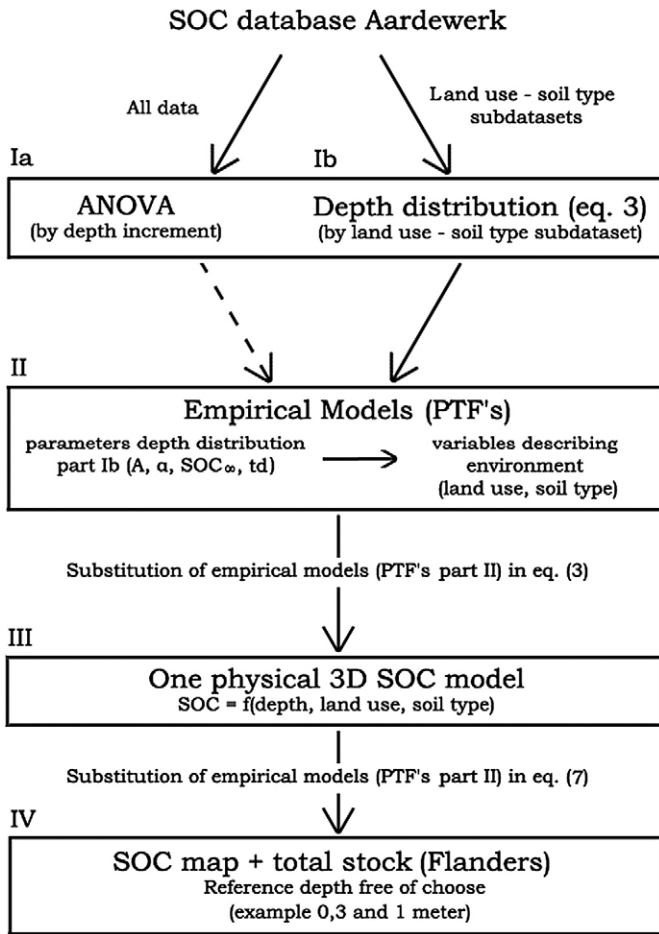 SOC database Aardewerk
All data
Land use - soil type
subdatasets
Ia
Ib
ANOVA
(by depth increment)
Depth distribution (eq. 3)
(by land use - soil type subdataset)
II
Empirical Models (PTF's)
parameters depth distribution
part Ib (A, α, SOC∞, td)
variables describing
environment
(land use, soil type)
Substitution of empirical models (PTF's part II) in eq. (3)
III
One physical 3D SOC model
SOC = f(depth, land use, soil type)
Substitution of empirical models (PTF's part II) in eq. (7)
IV
SOC map + total stock (Flanders)
Reference depth free of choose
(example 0,3 and 1 meter)